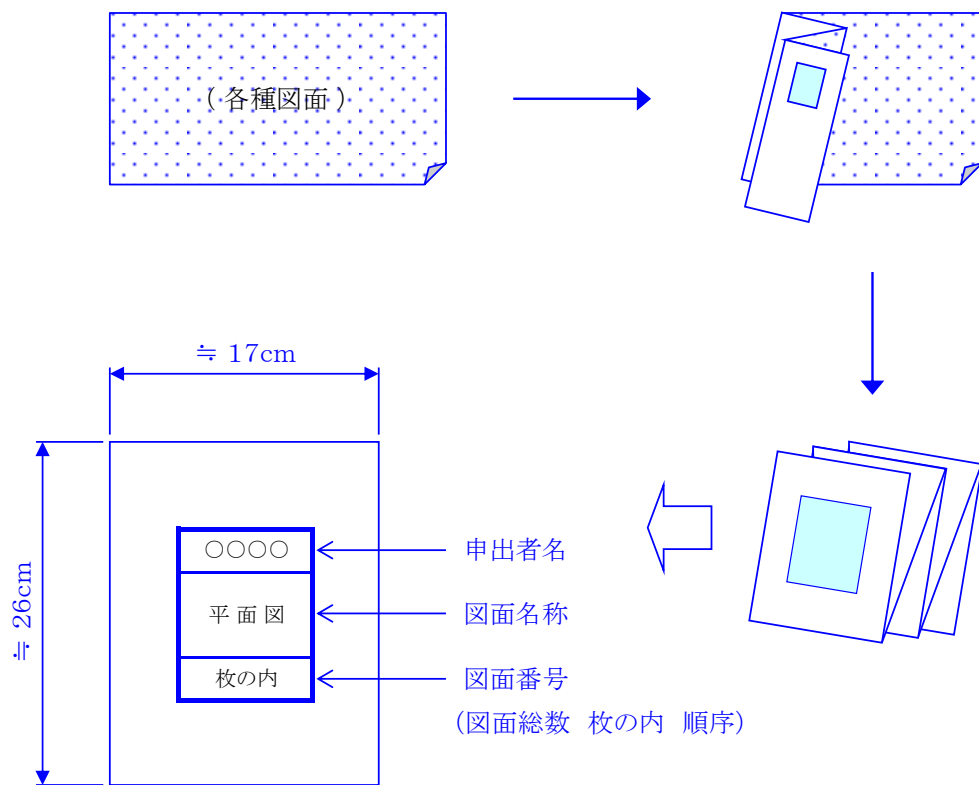 （ 各種図面 ）
≒ 17cm
≒ 26cm
○○○○
申出者名
平 面 図
図面名称
枚の内
図面番号
（図面総数 枚の内 順序）